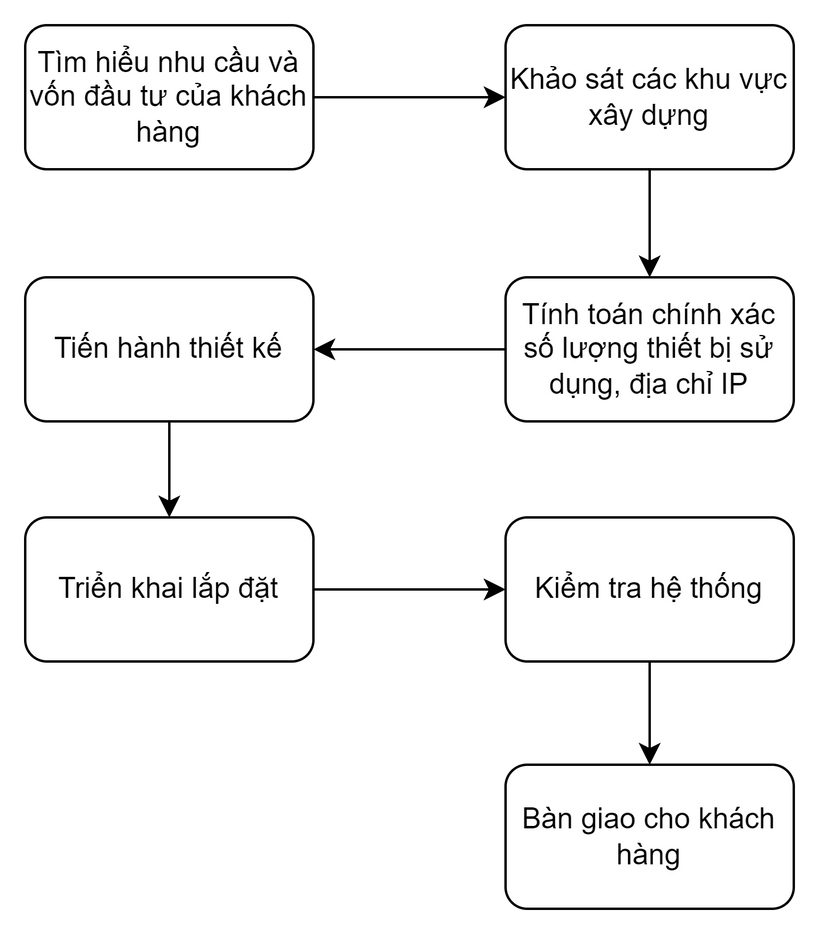 Tìm hiểu nhu cầu và
vốn đầu tư của khách
hàng
Khảo sát các khu vực
xây dựng
Tính toán chính xác
số lượng thiết bị sử
dụng, địa chỉ IP
Tiến hành thiết kế
Triển khai lắp đặt
Kiểm tra hệ thống
Bàn giao cho khách
hàng